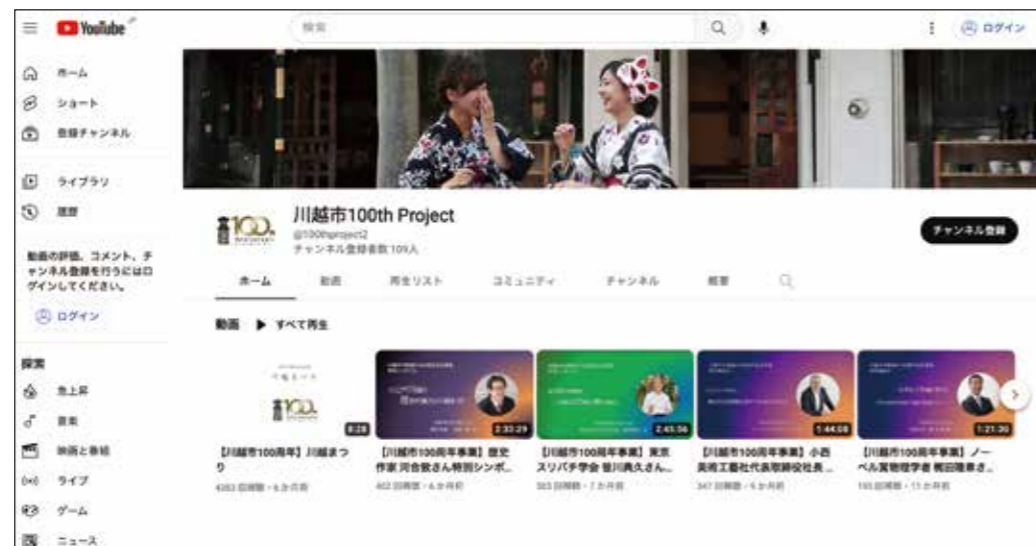 YouTube
検索
ログイン
ホーム
ショート
登録チャンネル
ライブラリ
履歴
動画の評価、コメント、チ
ャンネル登録を行うにはロ
グインしてください。
ログイン
探索
急上昇
音楽
映画と番組
ライブ
ゲーム
ニュース
100th
川越市100th Project
@100thproject2
チャンネル登録者数 109人
チャンネル登録
ホーム 動画 再生リスト コミュニティ チャンネル 概要
動画 すべて再生
8:28
2:33:29
2:45:56
1:44:08
1:21:30
【川越市100周年】川越まつ
り
【川越市100周年事業】歴史
作家 河合敦さん特別シンポ...
【川越市100周年事業】東京
スリバチ学会 皆川典久さん...
【川越市100周年事業】小西
美術工藝社代表取締役社長 ...
【川越市100周年事業】ノー
ベル賞物理学者 梶田隆章さ...